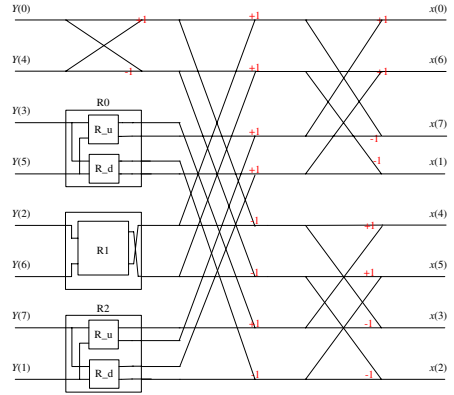 Y(0) +1 +1 +1 x(0)
Y(4) -1 +1 +1 x(6)
R0
Y(3) R_u +1 -1 x(7)
Y(5) R_d +1 -1 x(1)
Y(2) -1 +1 x(4)
R1
Y(6) -1 +1 x(5)
R2
Y(7) R_u +1 -1 x(3)
Y(1) R_d -1 -1 x(2)